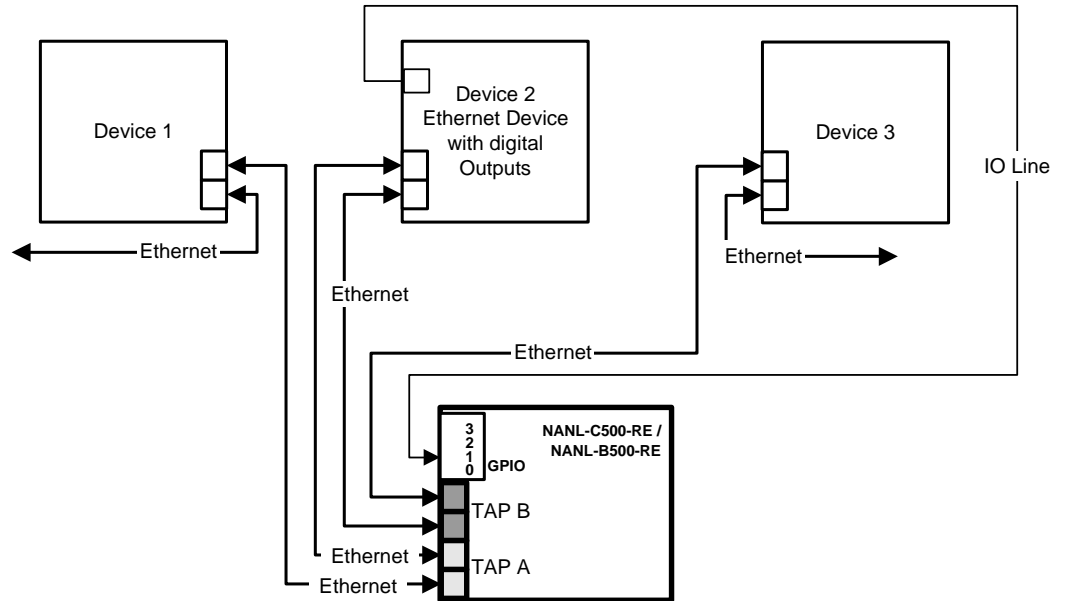 Device 1
Device 2
Ethernet Device
with digital
Outputs
Device 3
IO Line
Ethernet
Ethernet
Ethernet
Ethernet
NANL-C500-RE /
NANL-B500-RE
3
2
1
0
GPIO
TAP B
TAP A
Ethernet
Ethernet